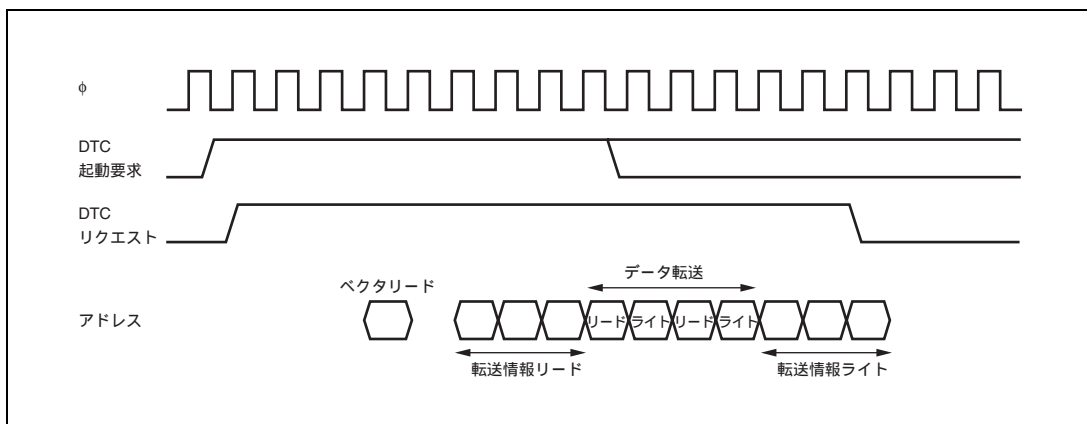 φ
DTC
起動要求
DTC
リクエスト
データ転送
ベクタリード
アドレス
リード ライト リード ライト
転送情報リード
転送情報ライト